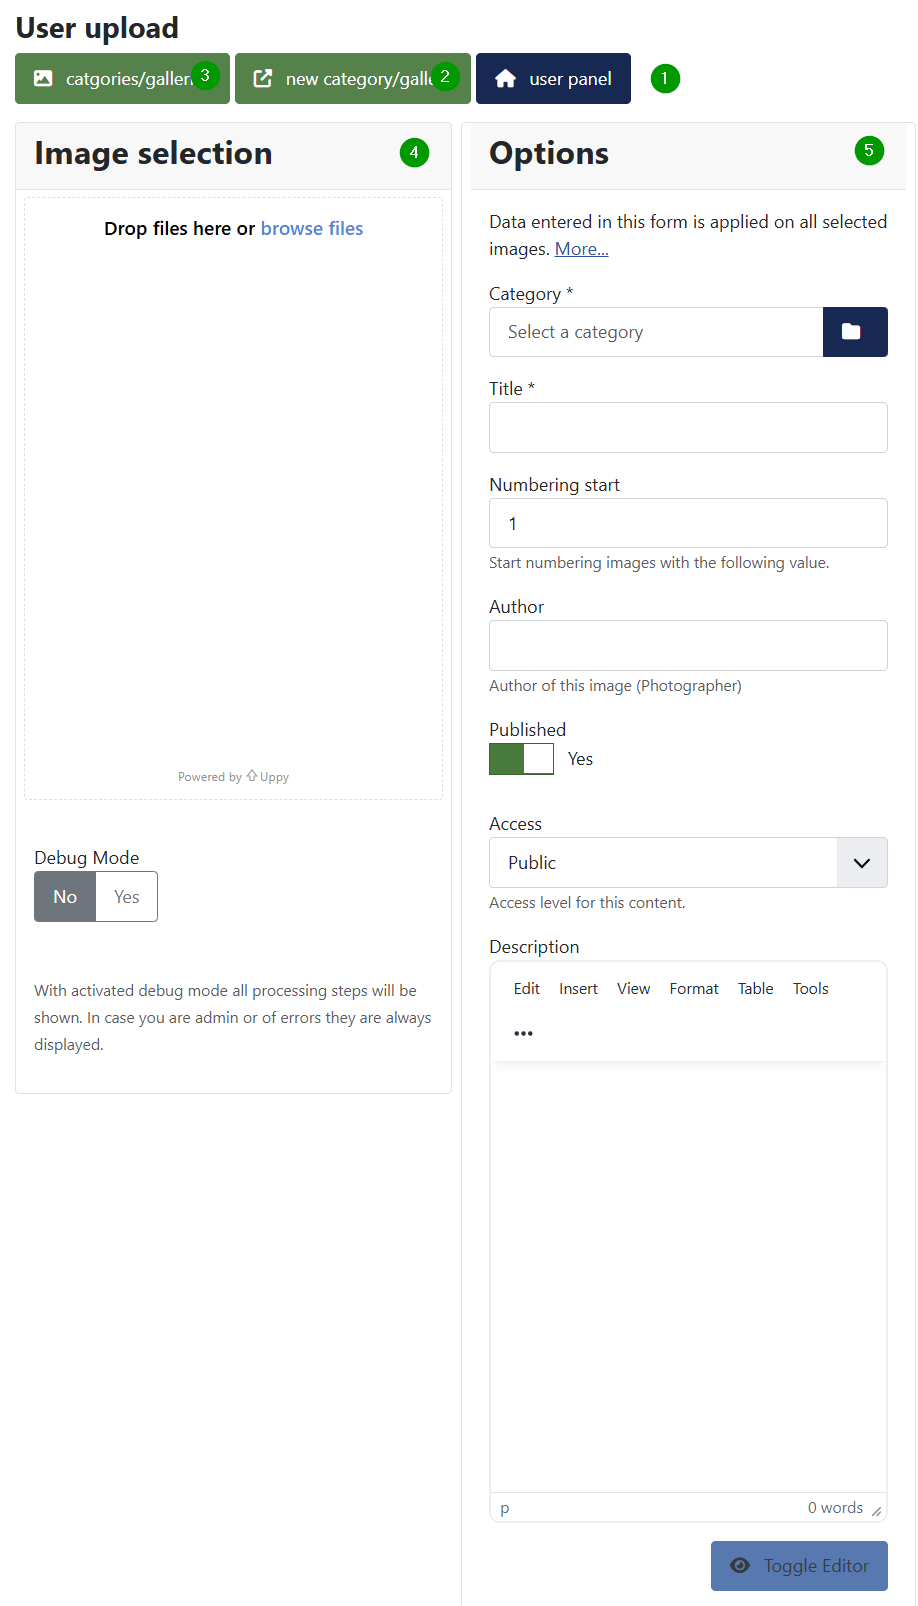 User upload
catgories/galleri 3
new category/galle 2
user panel
1
Image selection 4
Drop files here or browse files
Powered by Uppy
Debug Mode
No Yes
With activated debug mode all processing steps will be
shown. In case you are admin or of errors they are always
displayed.
Options 5
Data entered in this form is applied on all selected
images. More...
Category *
Select a category
Title *
Numbering start
1
Start numbering images with the following value.
Author
Author of this image (Photographer)
Published
Yes
Access
Public
Access level for this content.
Description
Edit Insert View Format Table Tools
p 0 words
Toggle Editor